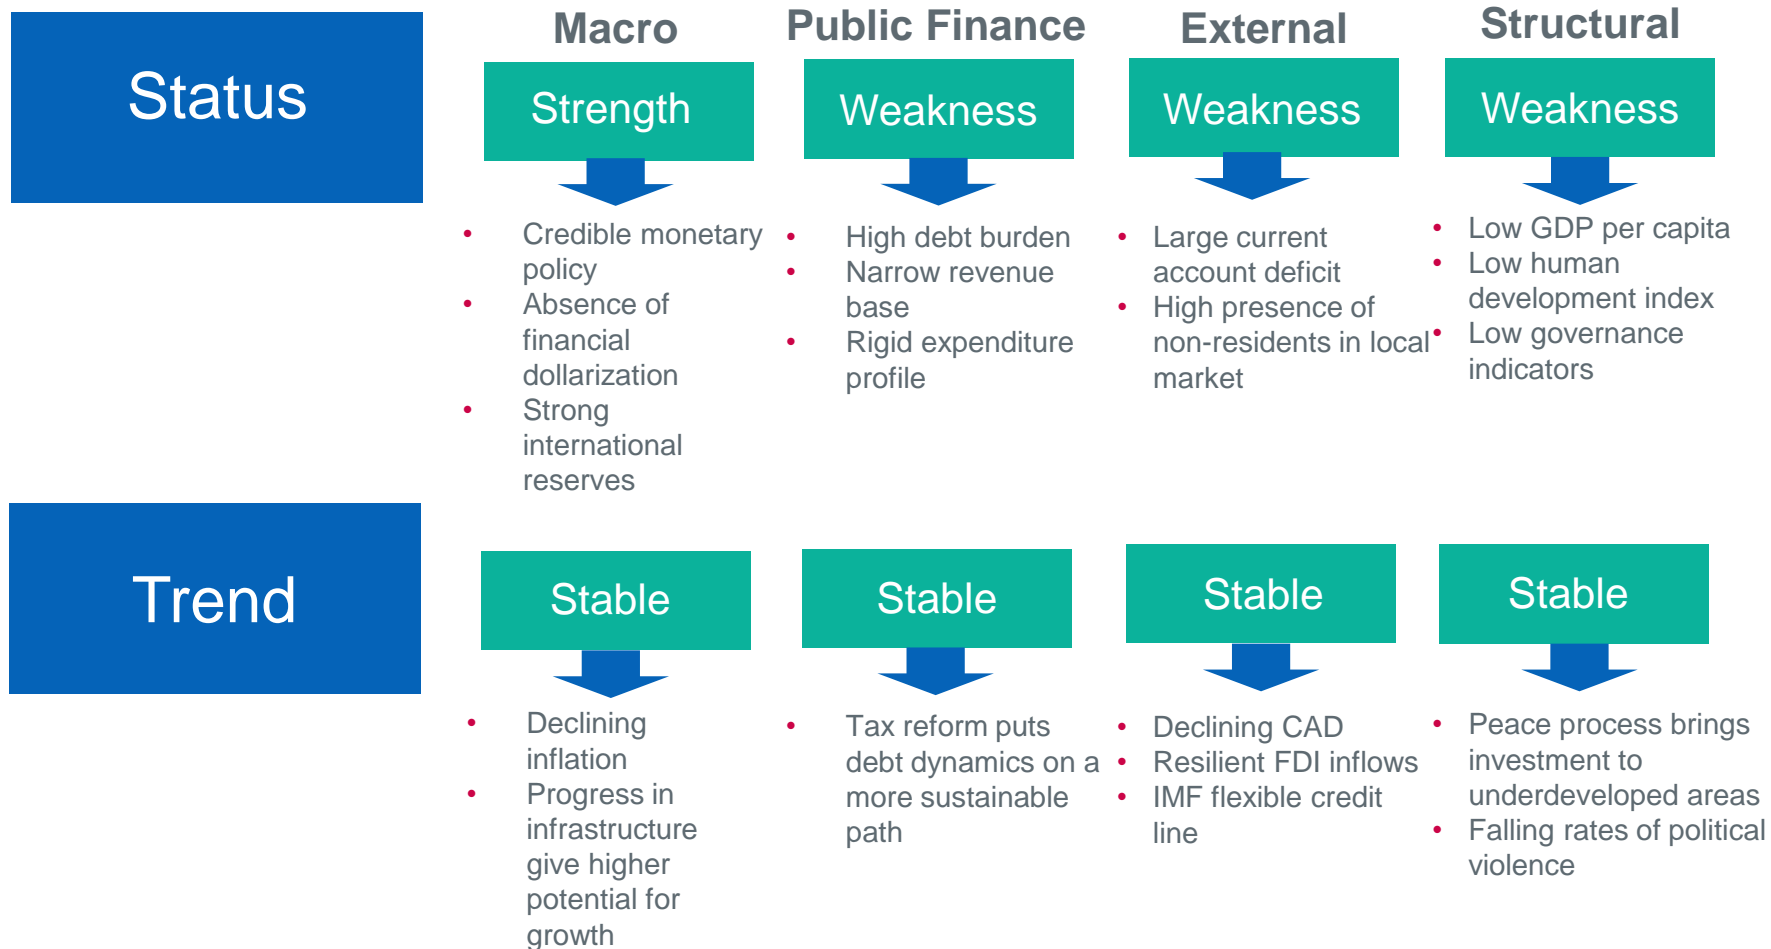 Macro
Public Finance
External
Structural
Status
Strength
Weakness
Weakness
Weakness
• Credible monetary
policy
• Absence of
financial
dollarization
• Strong
international
reserves
• High debt burden
• Narrow revenue
base
• Rigid expenditure
profile
• Large current
account deficit
• High presence of
non-residents in local
market
• Low GDP per capita
• Low human
development index
• Low governance
indicators
Trend
Stable
Stable
Stable
Stable
• Declining
inflation
• Progress in
infrastructure
give higher
potential for
growth
• Tax reform puts
debt dynamics on a
more sustainable
path
• Declining CAD
• Resilient FDI inflows
• IMF flexible credit
line
• Peace process brings
investment to
underdeveloped areas
• Falling rates of political
violence